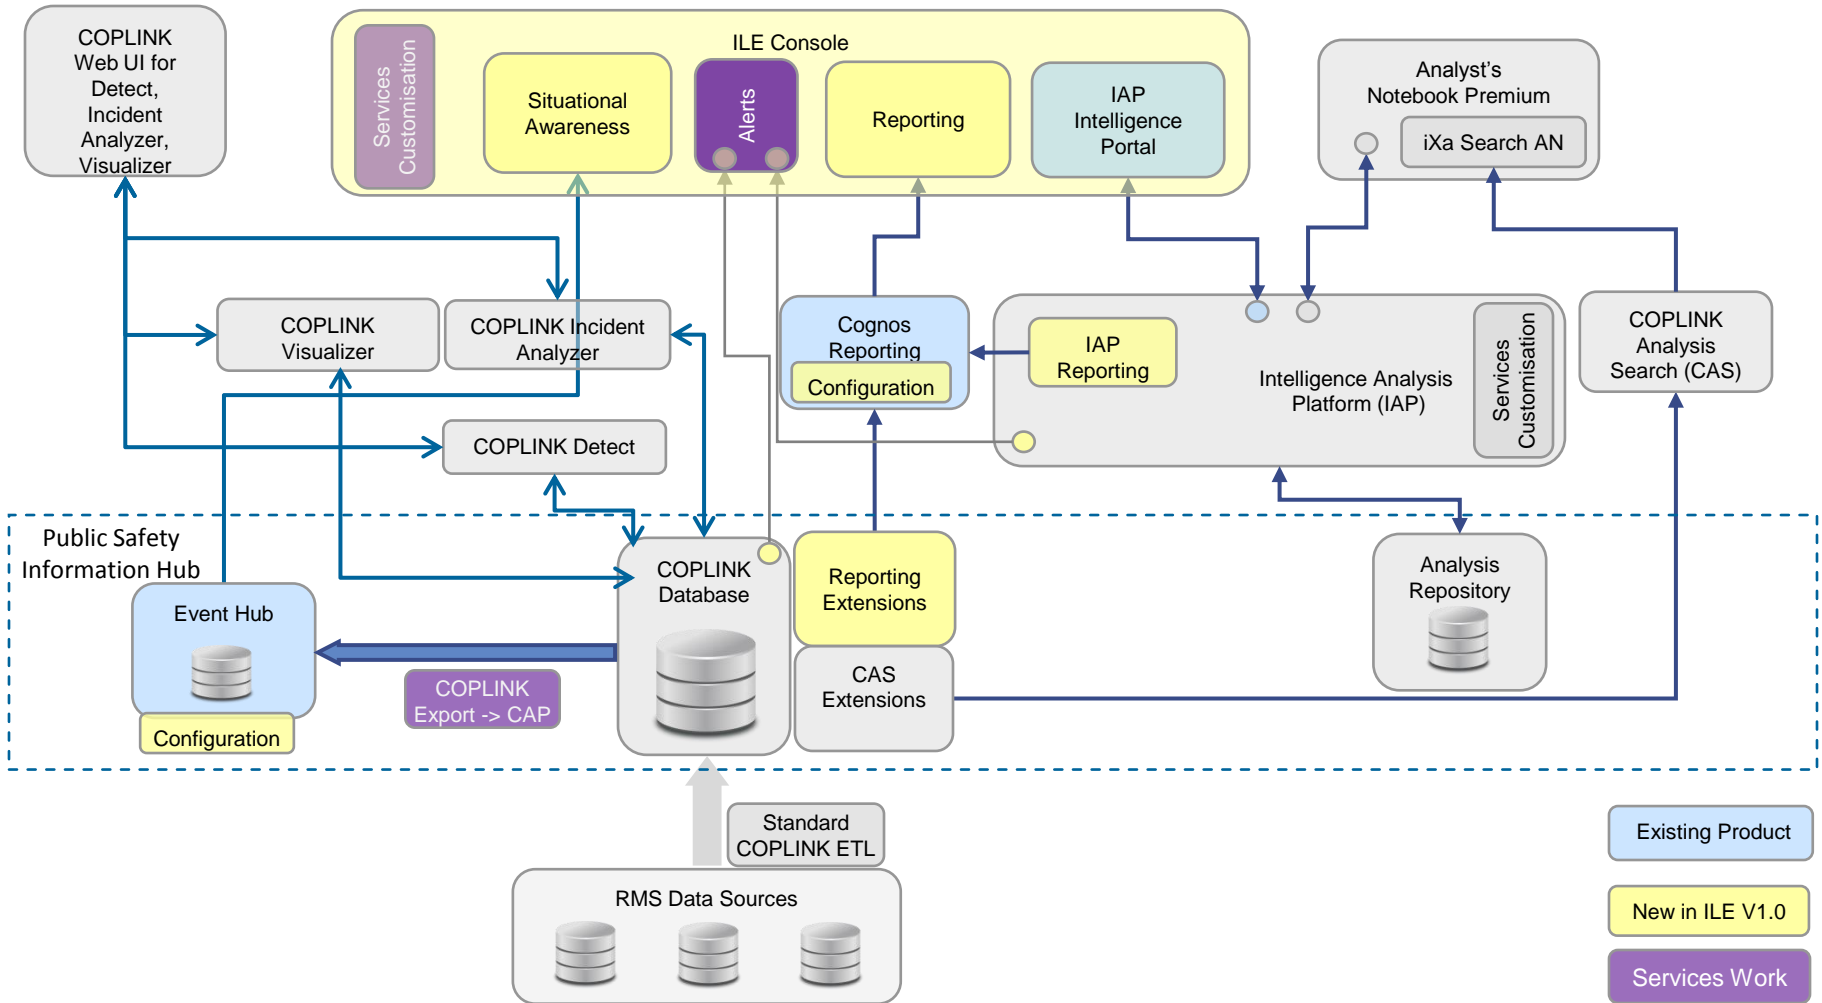 COPLINK
Web UI for
Detect,
Incident
Analyzer,
Visualizer
ILE Console
Services
Customisation
Situational
Awareness
Alerts
Reporting
IAP
Intelligence
Portal
Analyst's
Notebook Premium
iXa Search AN
COPLINK
Visualizer
COPLINK Incident
Analyzer
Cognos
Reporting
Configuration
IAP
Reporting
Intelligence Analysis
Platform (IAP)
Services
Customisation
COPLINK
Analysis
Search (CAS)
COPLINK Detect
Public Safety
Information Hub
Event Hub
Configuration
COPLINK
Export -> CAP
COPLINK
Database
Reporting
Extensions
CAS
Extensions
Analysis
Repository
Standard
COPLINK ETL
RMS Data Sources
Existing Product
New in ILE V1.0
Services Work